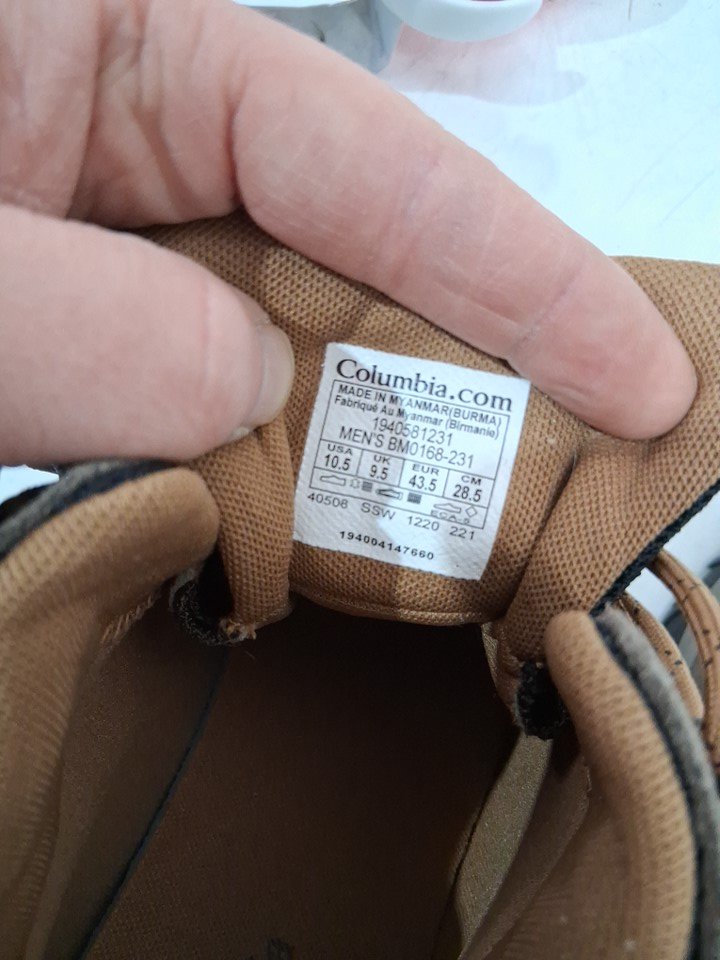 Columbia.com
MADE IN MYANMAR(BURMA)
Fabriqué Au Myanmar (Birmanie)
1940581231
MEN'S BM0168-231
USA UK EUR CM
10.5 9.5 43.5 28.5
40508 SSW 1220 221
194004147660